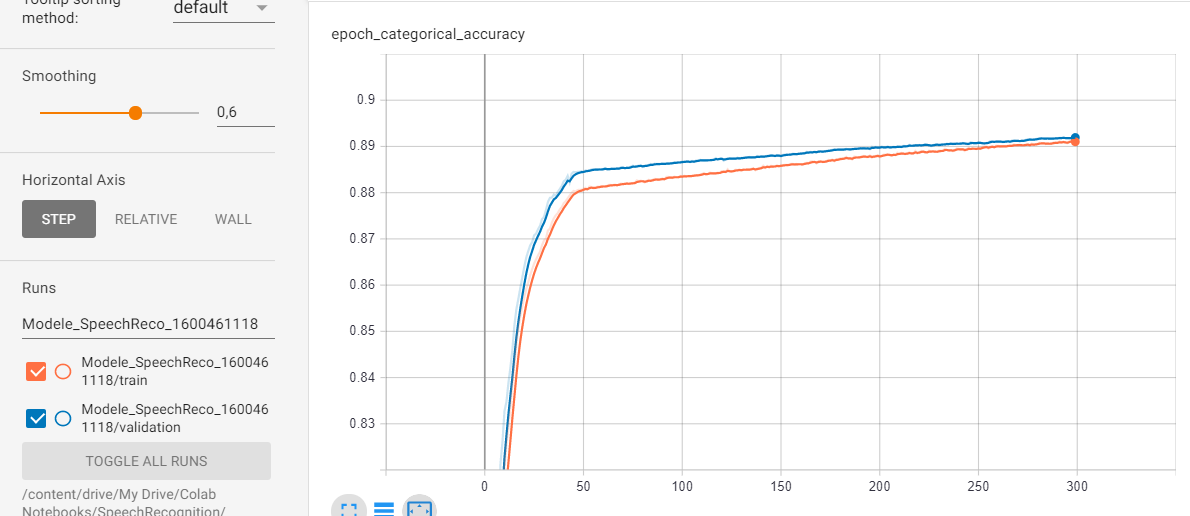 Tooltip sorting
method:
default
Smoothing
0,6
Horizontal Axis
STEP
RELATIVE
WALL
Runs
Modele_SpeechReco_1600461118
Modele_SpeechReco_160046
1118/train
Modele_SpeechReco_160046
1118/validation
TOGGLE ALL RUNS
/content/drive/My Drive/Colab
Notebooks/SpeechRecognition/
epoch_categorical_accuracy
0.9
0.89
0.88
0.87
0.86
0.85
0.84
0.83
0
50
100
150
200
250
300